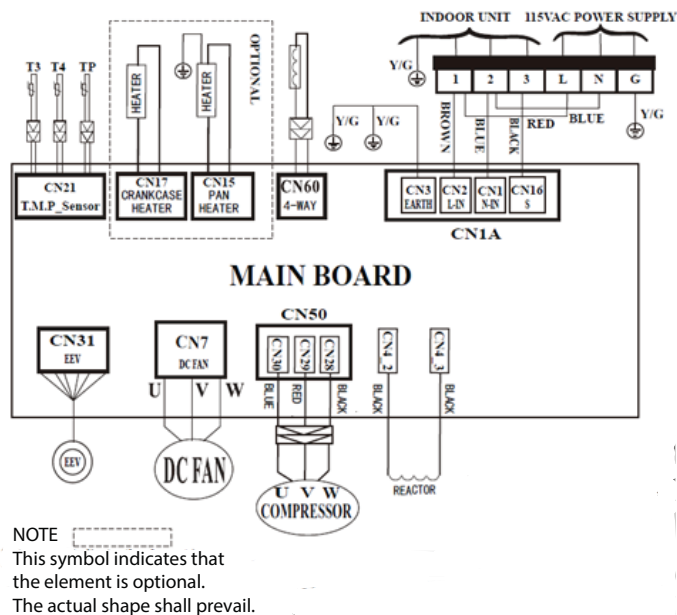 INDOOR UNIT 115VAC POWER SUPPLY
T3 T4 TP
HEATER
HEATER
OPTIONAL
Y/G
1 2 3 L N G
Y/G Y/G
BROWN
BLUE
BLACK
RED
BLUE
Y/G
CN21
T.M.P_Sensor
CN17
CRANKCASE
HEATER
CN15
PAN
HEATER
CN60
4-WAY
CN3
EARTH
CN2
L-IN
CN1
N-IN
CN16
S
CN1A
MAIN BOARD
CN31
EEV
CN7
DC FAN
CN50
CN30
CN29
CN28
CN4_2
CN4_3
U V W
BLUE
RED
BLACK
BLACK
BLACK
EEV
DC FAN
U V W
COMPRESSOR
REACTOR
NOTE
This symbol indicates that
the element is optional.
The actual shape shall prevail.